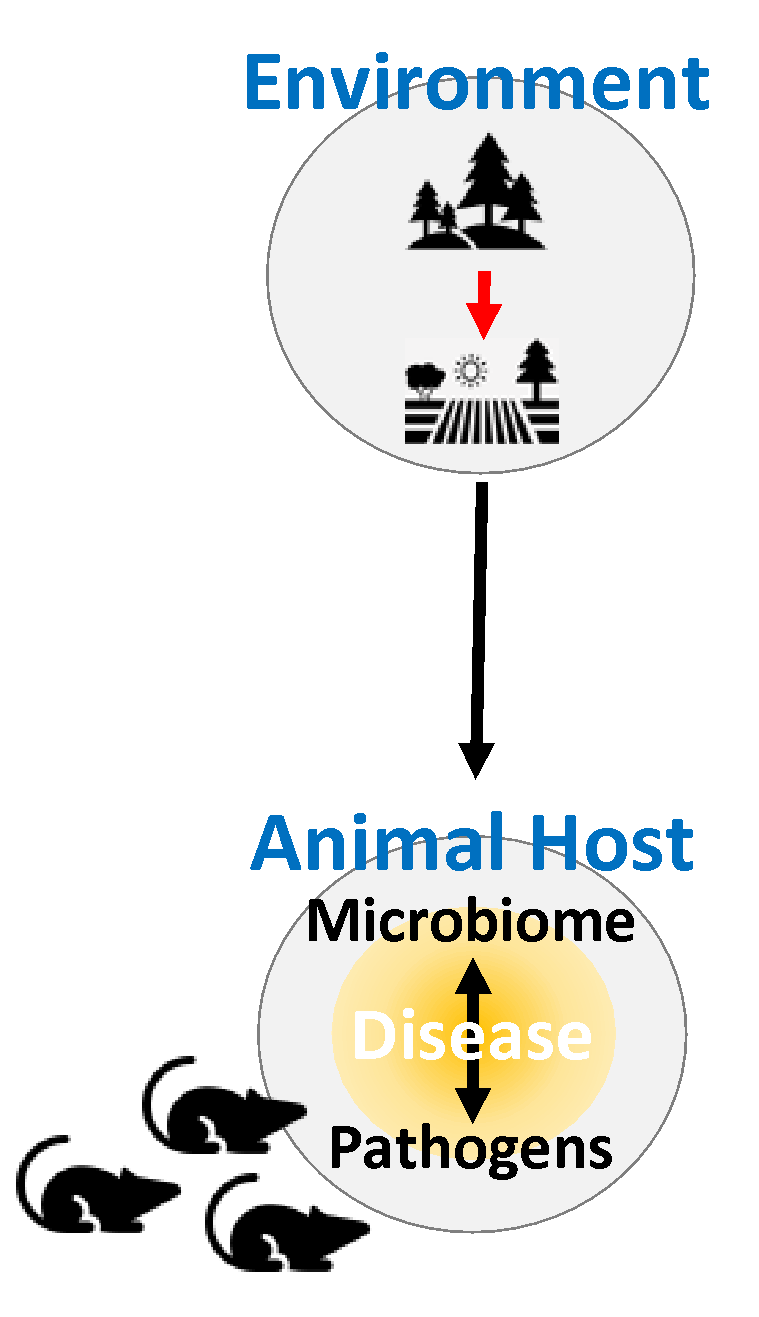 Environment
Animal Host
Microbiome
Disease
Pathogens